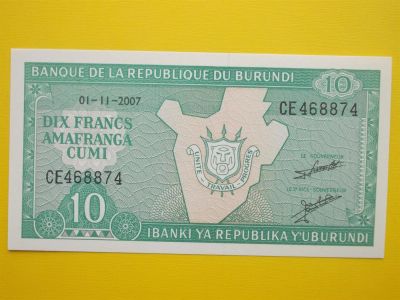 BANQUE DE LA REPUBLIQUE DU BURUNDI
10
01-11-2007
CE468874
DIX FRANCS
AMAFRANGA
CUMI
CE468874
UNITE TRAVAIL PROGRES
LE GOUVERNEUR
LE 1er VICE-GOUVERNEUR
10
IBANKI YA REPUBLIKA Y'UBURUNDI